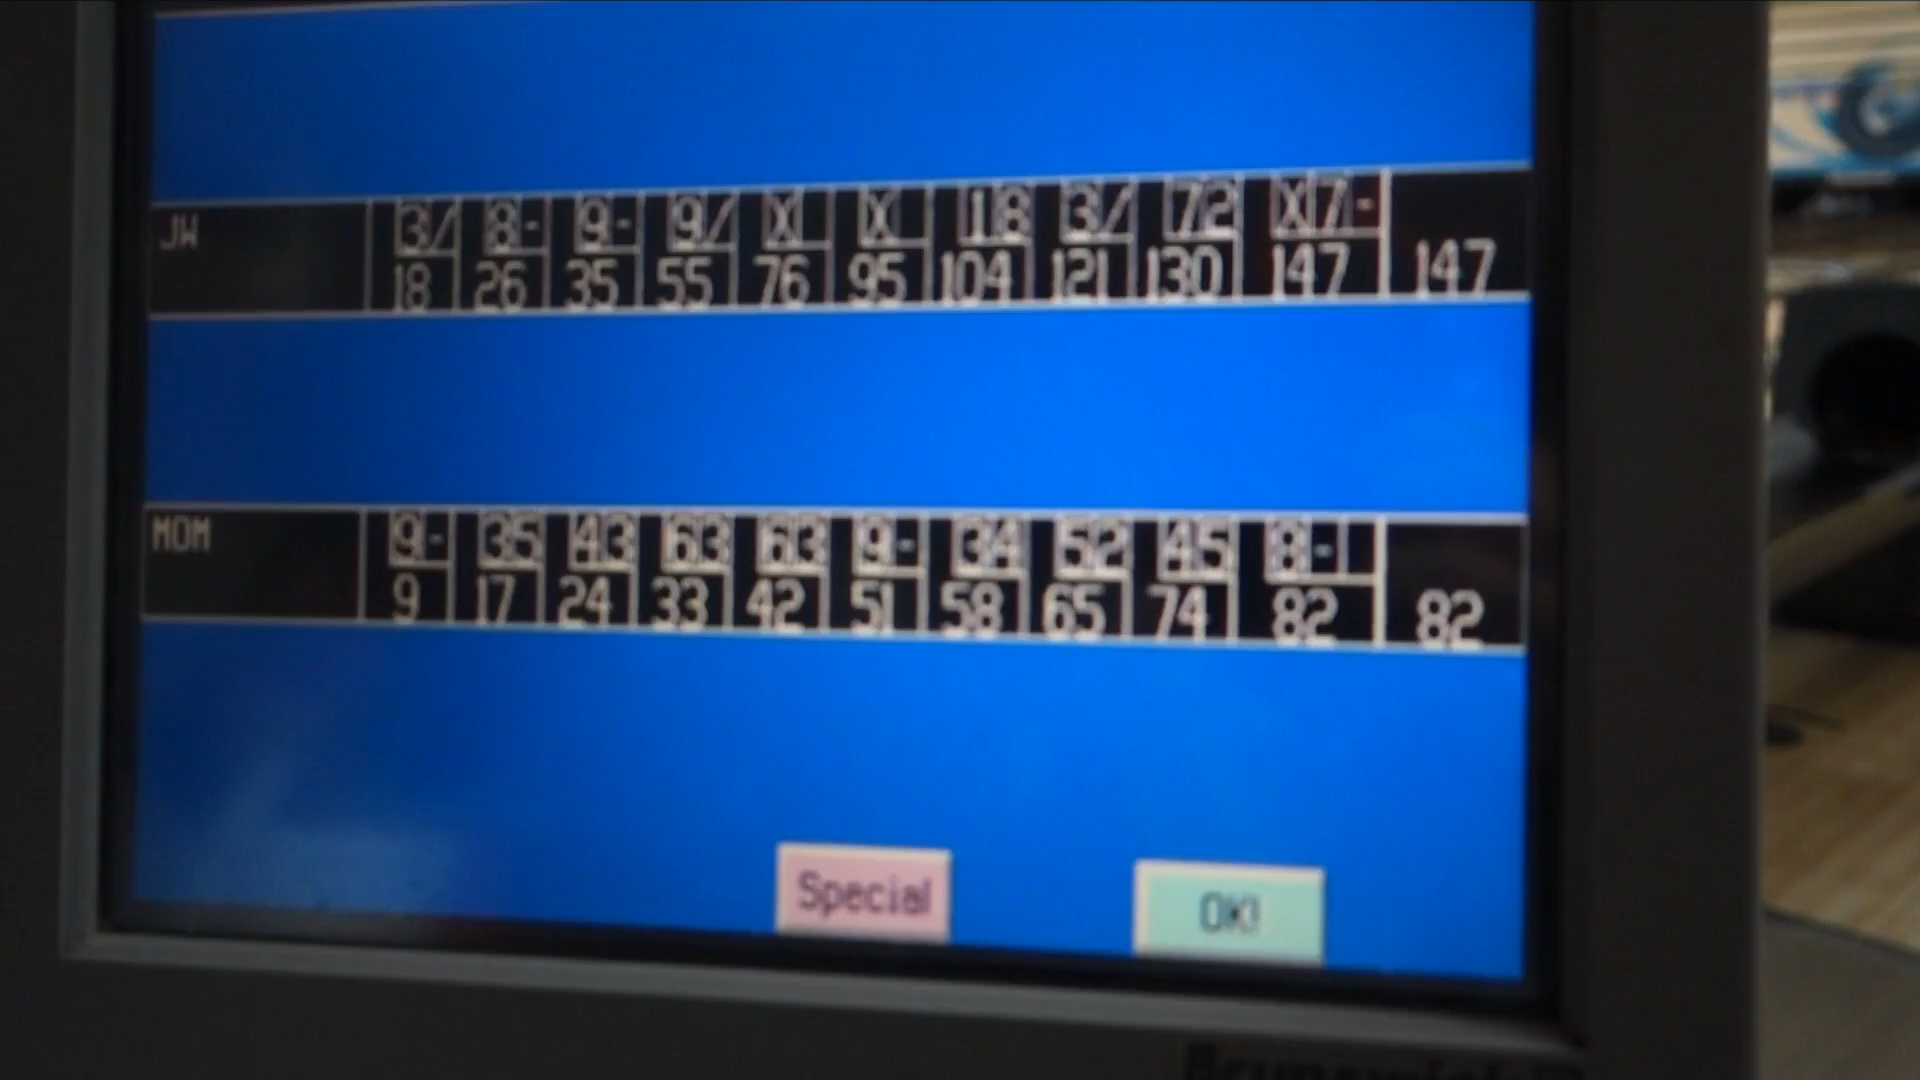 JW 3/ 8- 9- 9/ X X 18 3/ 72 X7-
18 26 35 55 76 95 104 121 130 147 147
MOM 9- 35 43 63 63 9- 34 52 45 8-
9 17 24 33 42 51 58 65 74 82 82
Special OK!